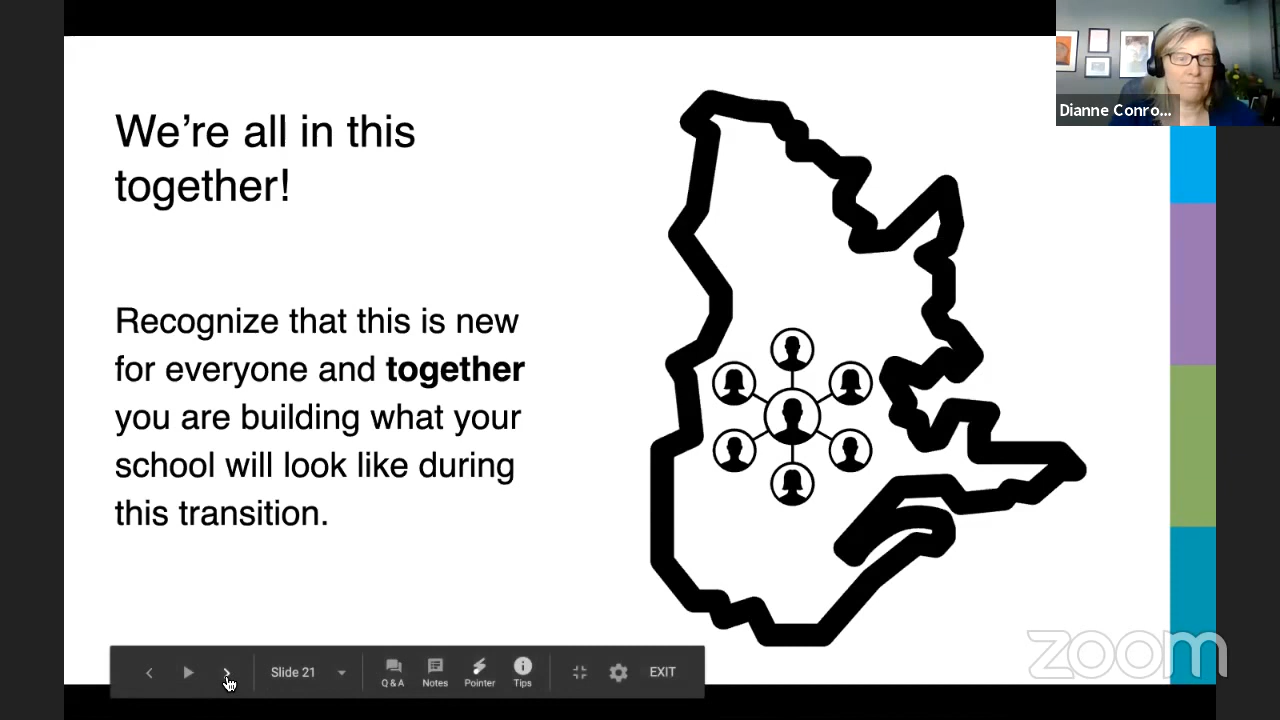 Dianne Conro...
We’re all in this
together!
Recognize that this is new
for everyone and together
you are building what your
school will look like during
this transition.
Slide 21
Q & A
Notes
Pointer
Tips
EXIT
zoom